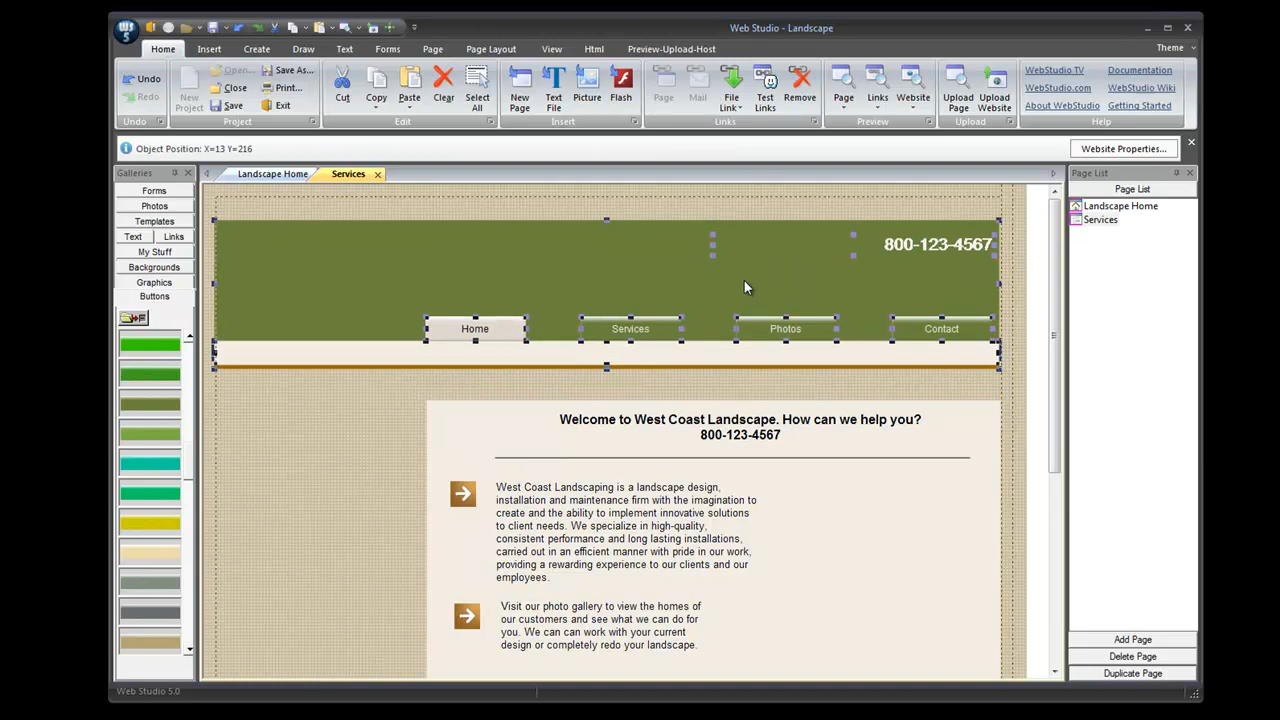 WS
5
Web Studio - Landscape
Home
Insert
Create
Draw
Text
Forms
Page
Page Layout
View
Html
Preview-Upload-Host
Theme
Undo
Redo
Undo
New
Project
Open...
Close
Save
Save As...
Print...
Exit
Project
Cut
Copy
Paste
Clear
Select
All
Edit
New
Page
Text
File
Picture
Flash
Insert
Page
Mail
File
Link
Test
Links
Remove
Links
Page
Links
Website
Preview
Upload
Page
Upload
Website
Upload
WebStudio TV
WebStudio.com
About WebStudio
Documentation
WebStudio Wiki
Getting Started
Help
Object Position: X=13 Y=216
Website Properties...
Galleries
Forms
Photos
Templates
Text
Links
My Stuff
Backgrounds
Graphics
Buttons
Landscape Home
Services
800-123-4567
Home
Services
Photos
Contact
Welcome to West Coast Landscape. How can we help you?
800-123-4567
West Coast Landscaping is a landscape design,
installation and maintenance firm with the imagination to
create and the ability to implement innovative solutions
to client needs. We specialize in high-quality,
consistent performance and long lasting installations,
carried out in an efficient manner with pride in our work,
providing a rewarding experience to our clients and our
employees.
Visit our photo gallery to view the homes of
our customers and see what we can do for
you. We can can work with your current
design or completely redo your landscape.
Page List
Page List
Landscape Home
Services
Add Page
Delete Page
Duplicate Page
Web Studio 5.0